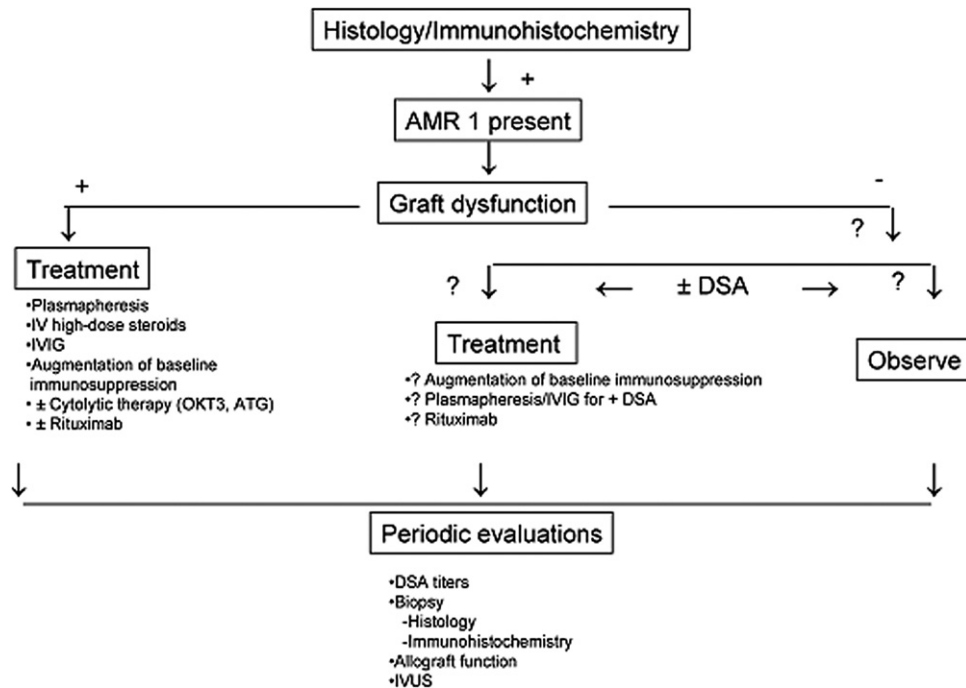 Histology/Immunohistochemistry
+
AMR 1 present
+
Graft dysfunction
-
?
Treatment
•Plasmapheresis
•IV high-dose steroids
•IVIG
•Augmentation of baseline
immunosuppression
• ± Cytolytic therapy (OKT3, ATG)
• ± Rituximab
?
± DSA
?
Treatment
•? Augmentation of baseline immunosuppression
•? Plasmapheresis/IVIG for + DSA
•? Rituximab
Observe
Periodic evaluations
•DSA titers
•Biopsy
-Histology
-Immunohistochemistry
•Allograft function
•IVUS